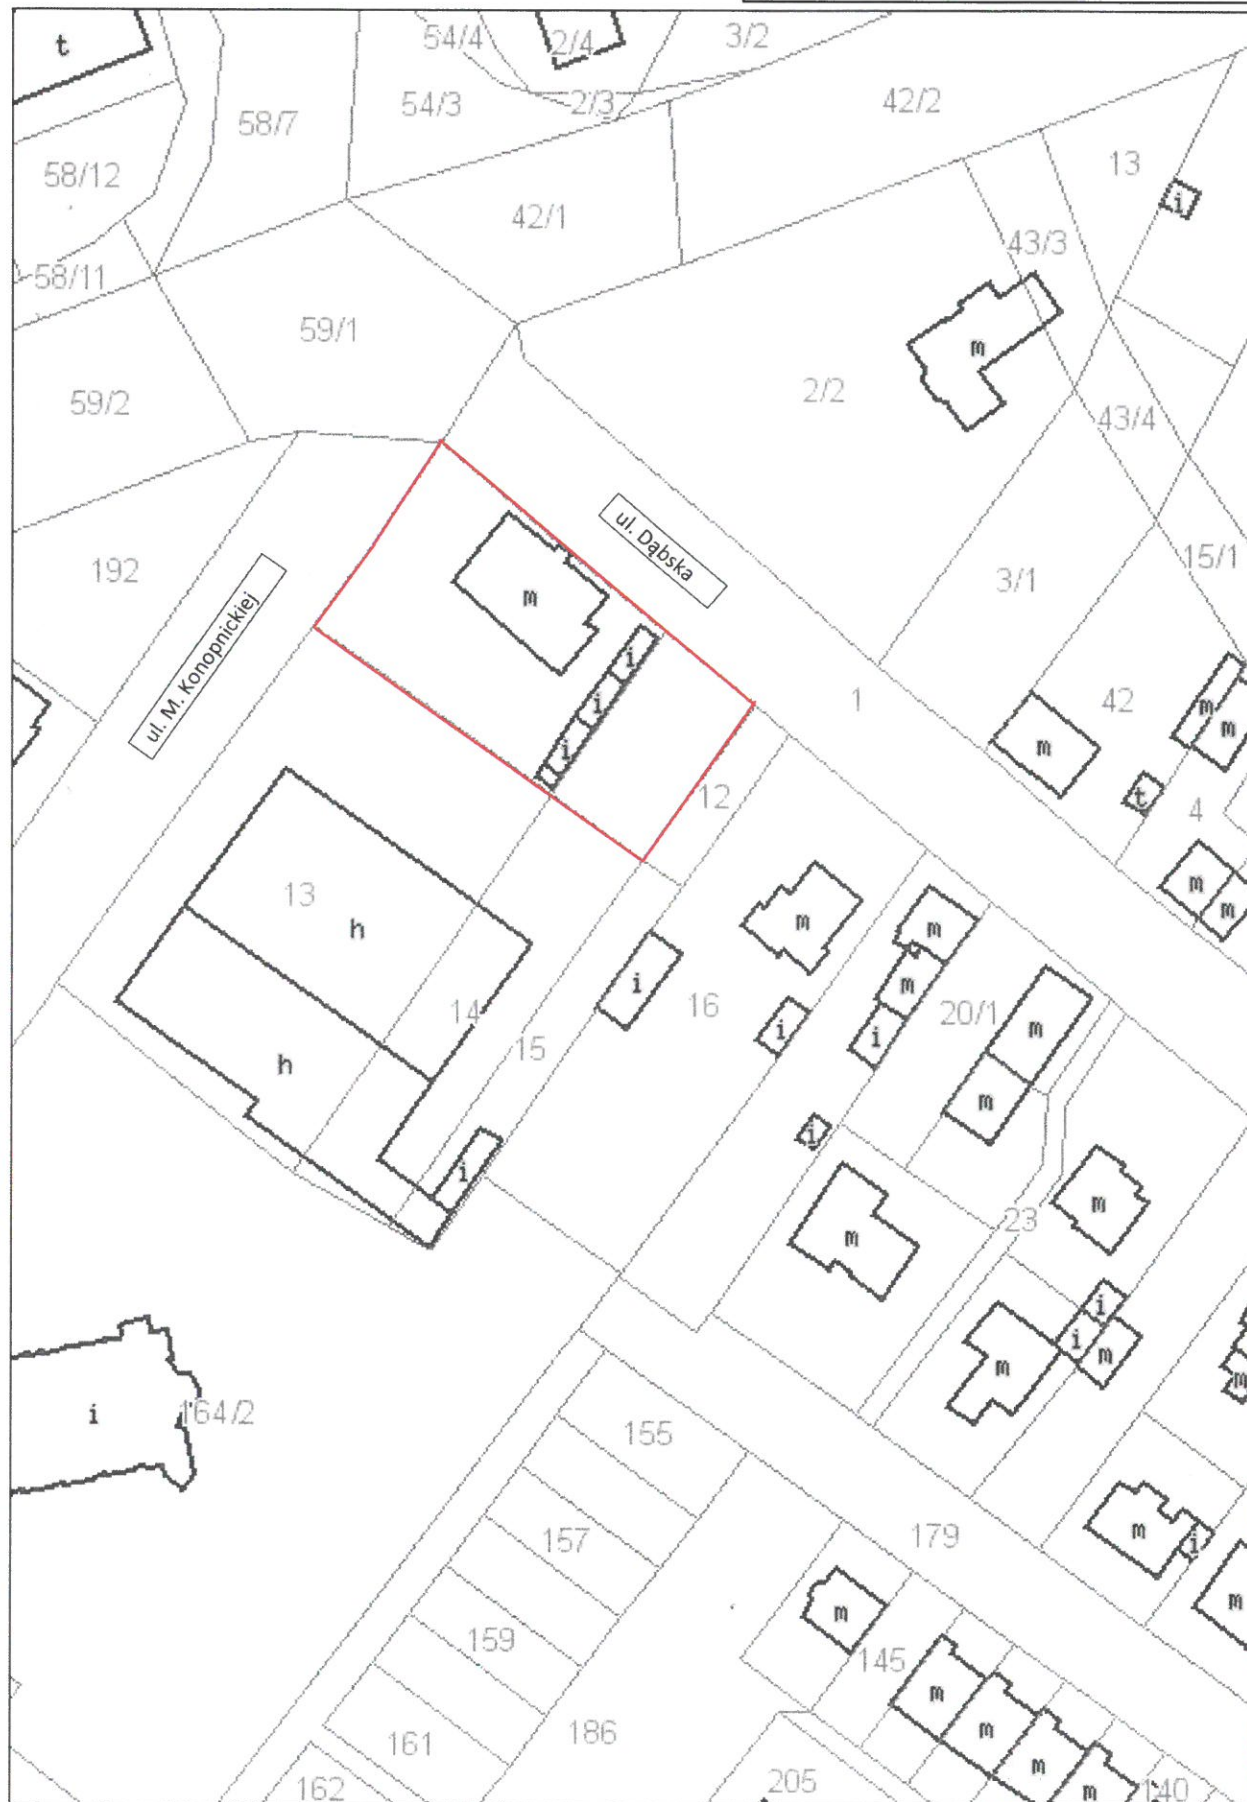 t
54/4
2/4
3/2
58/7
54/3
2/3
42/2
58/12
13
i
42/1
43/3
58/11
59/1
m
59/2
2/2
43/4
ul. Dąbska
192
m
3/1
15/1
ul. M. Konopnickiej
i
i
i
1
42
m
m
m
t
4
12
m
m
13
h
m
m
i
16
m
14
i
i
20/1
m
15
h
m
i
i
m
23
m
i
i
m
m
m
i
164/2
155
157
179
m
i
m
159
m
145
m
161
186
m
m
162
205
m
140